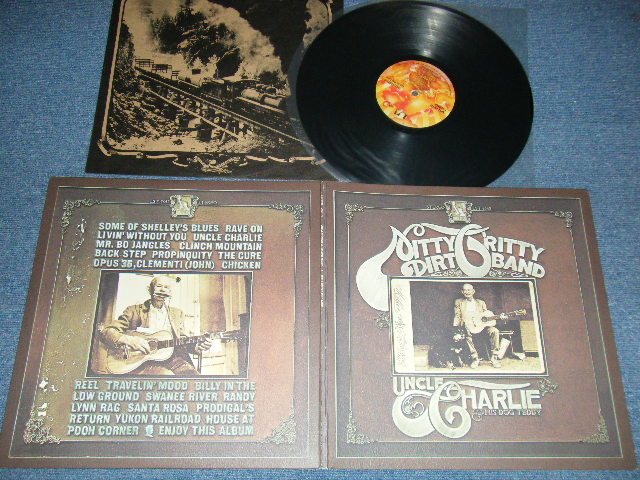 SOME OF SHELLEY'S BLUES RAVE ON
LIVIN' WITHOUT YOU UNCLE CHARLIE
MR. BO JANGLES CLINCH MOUNTAIN
BACK STEP PROPINQUITY THE CURE
OPUS 36, CLEMENTI (JOHN) CHICKEN
REEL TRAVELIN' MOOD BILLY IN THE
LOW GROUND SWANEE RIVER RANDY
LYNN RAG SANTA ROSA PRODIGAL'S
RETURN YUKON RAILROAD, HOUSE AT
POOH CORNER & ENJOY THIS ALBUM
NITTY GRITTY
DIRT BAND
UNCLE CHARLIE
& HIS DOG TEDDY